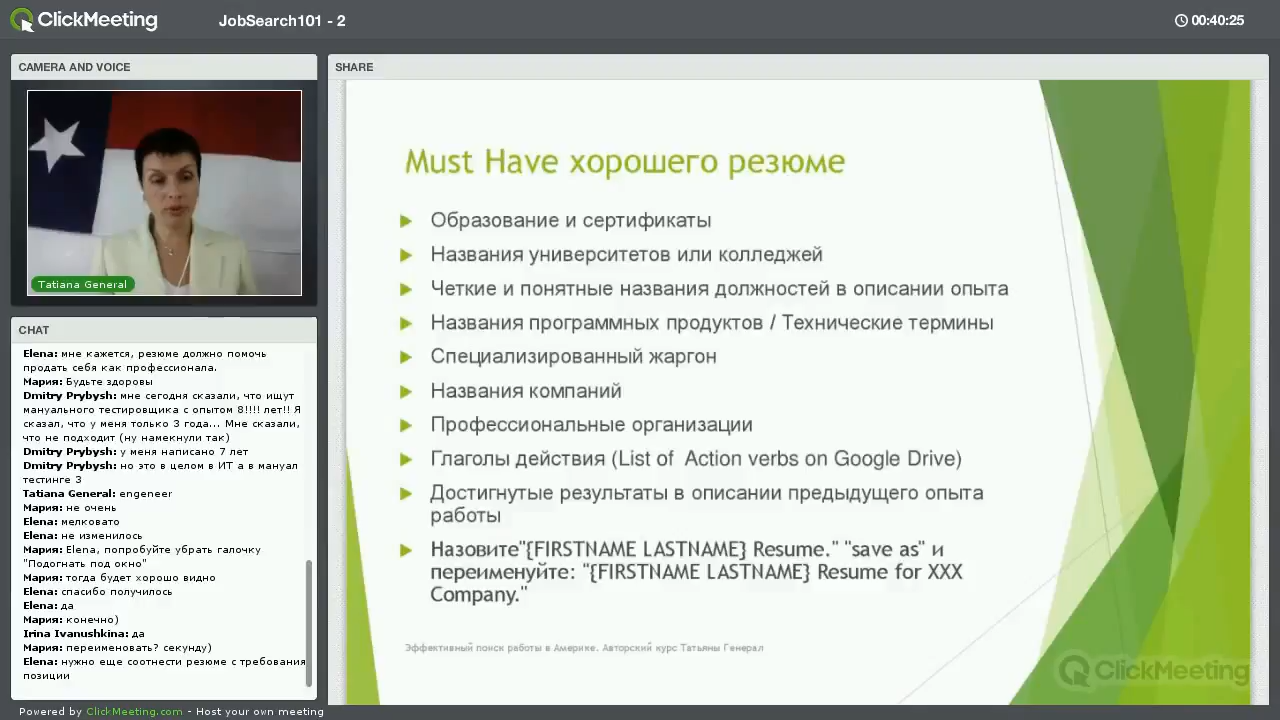 ClickMeeting
JobSearch101 - 2
00:40:25
CAMERA AND VOICE
Tatiana General
CHAT
Elena: мне кажется, резюме должно помочь
продать себя как профессионала.
Мария: Будьте здоровы
Dmitry Prybysh: мне сегодня сказали, что ищут
мануального тестировщика с опытом 8!!!! лет!! Я
сказал, что у меня только 3 года... Мне сказали,
что не подходит (ну намекнули так)
Dmitry Prybysh: у меня написано 7 лет
Dmitry Prybysh: но это в целом в ИТ а в мануал
тестинге 3
Tatiana General: engeneer
Мария: не очень
Elena: мелковато
Elena: не изменилось
Мария: Elena, попробуйте убрать галочку
"Подогнать под окно"
Мария: тогда будет хорошо видно
Elena: спасибо получилось
Elena: да
Мария: конечно)
Irina Ivanushkina: да
Мария: переименовать? секунду)
Elena: нужно еще соотнести резюме с требования
позиции
SHARE
Must Have хорошего резюме
Образование и сертификаты
Названия университетов или колледжей
Четкие и понятные названия должностей в описании опыта
Названия программных продуктов / Технические термины
Специализированный жаргон
Названия компаний
Профессиональные организации
Глаголы действия (List of Action verbs on Google Drive)
Достигнутые результаты в описании предыдущего опыта
работы
Назовите"{FIRSTNAME LASTNAME} Resume." "save as" и
переименуйте: "{FIRSTNAME LASTNAME} Resume for XXX
Company."
Эффективный поиск работы в Америке. Авторский курс Татьяны Генерал
ClickMeeting
Powered by ClickMeeting.com - Host your own meeting